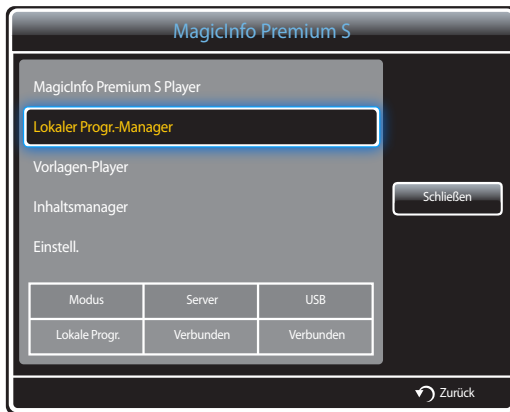 MagicInfo Premium S
MagicInfo Premium S Player
Lokaler Progr.-Manager
Vorlagen-Player
Inhaltsmanager
Einstell.
Schließen
Modus Server USB
Lokale Progr. Verbunden Verbunden
Zurück